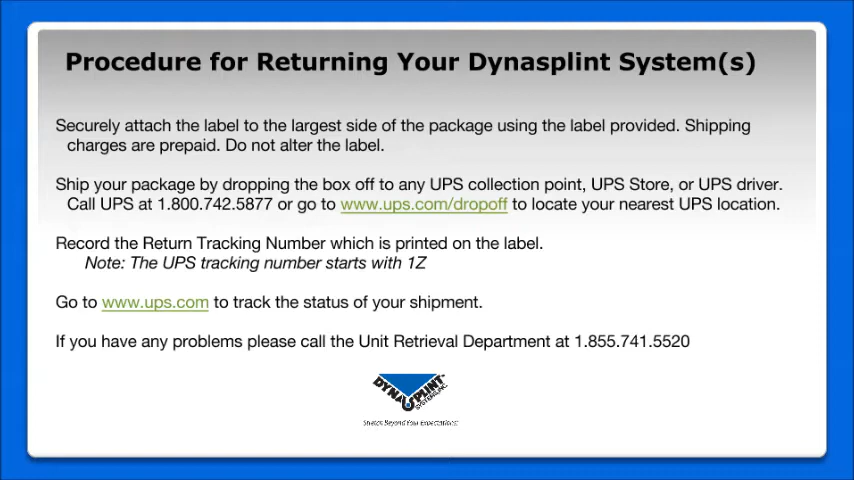 Procedure for Returning Your Dynasplint System(s)
Securely attach the label to the largest side of the package using the label provided. Shipping
charges are prepaid. Do not alter the label.
Ship your package by dropping the box off to any UPS collection point, UPS Store, or UPS driver.
Call UPS at 1.800.742.5877 or go to www.ups.com/dropoff to locate your nearest UPS location.
Record the Return Tracking Number which is printed on the label.
Note: The UPS tracking number starts with 1Z
Go to www.ups.com to track the status of your shipment.
If you have any problems please call the Unit Retrieval Department at 1.855.741.5520
DYNASPLINT
SYSTEMS, INC.
Stretch Beyond Your Expectations!